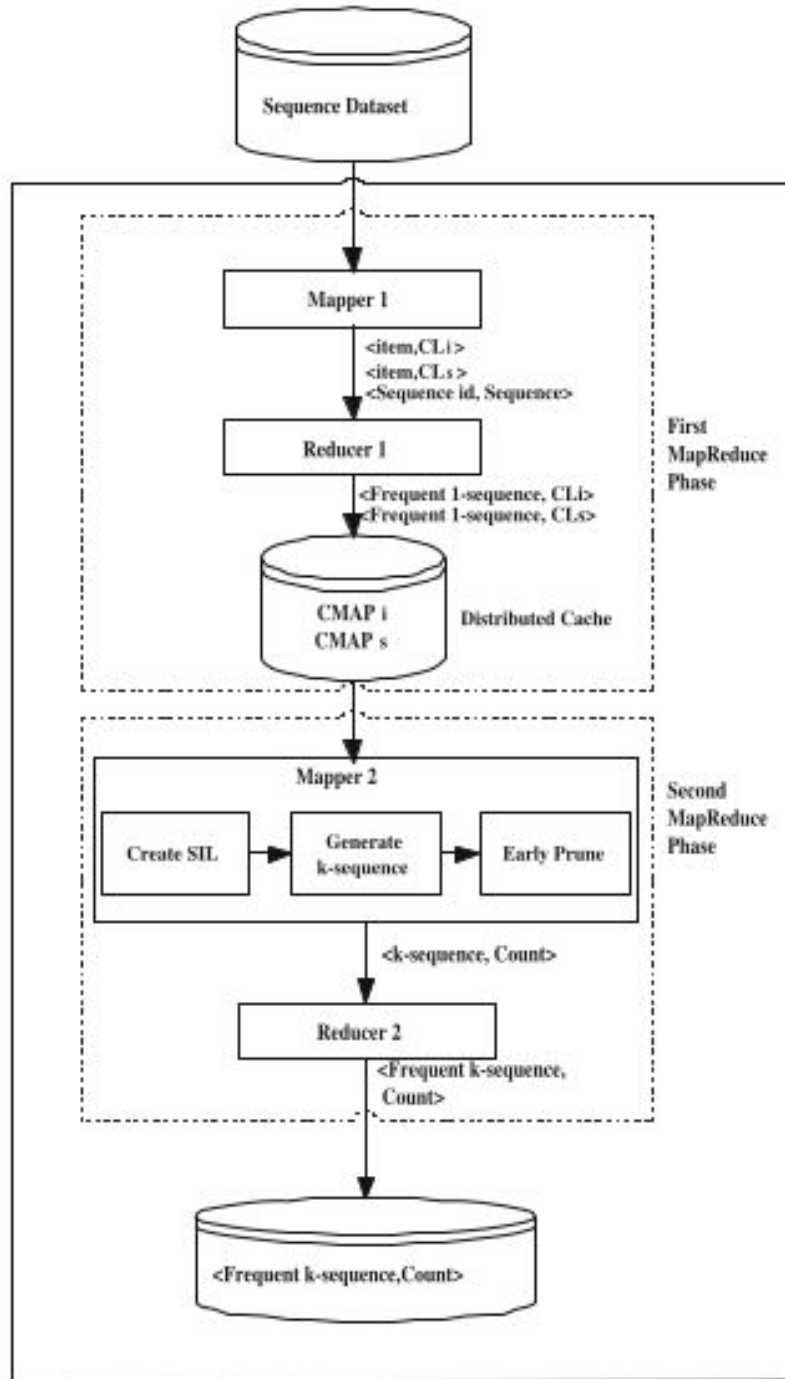 Sequence Dataset
Mapper 1
<item,CLi>
<item,CLs>
<Sequence id, Sequence>
Reducer 1
First
MapReduce
Phase
<Frequent 1-sequence, CLi>
<Frequent 1-sequence, CLs>
CMAP i
CMAP s
Distributed Cache
Mapper 2
Second
MapReduce
Phase
Create SIL
Generate
k-sequence
Early Prune
<k-sequence, Count>
Reducer 2
<Frequent k-sequence,
Count>
<Frequent k-sequence,Count>